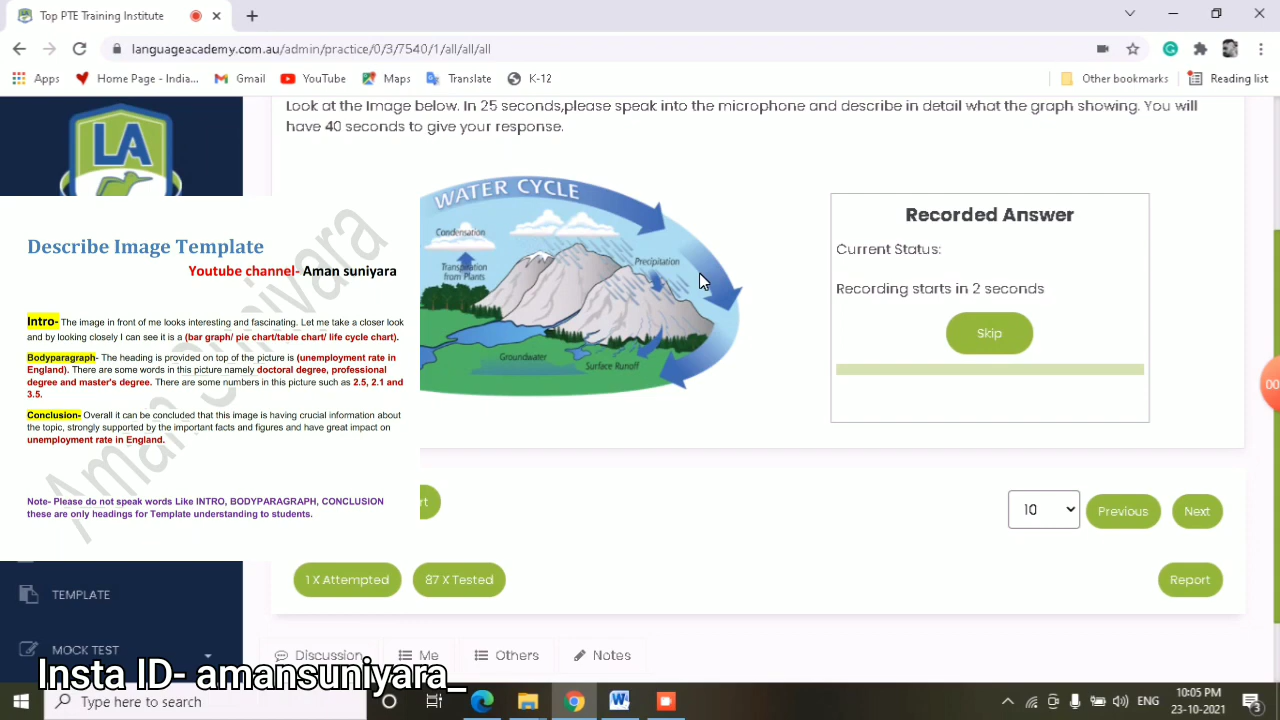 Top PTE Training Institute
languageacademy.com.au/admin/practice/0/3/7540/1/all/all/all
Apps
Home Page - India...
Gmail
YouTube
Maps
Translate
K-12
Other bookmarks
Reading list
Look at the Image below. In 25 seconds,please speak into the microphone and describe in detail what the graph showing. You will
have 40 seconds to give your response.
LA
WATER CYCLE
Condensation
Transpiration
from Plants
Precipitation
Groundwater
Surface Runoff
Recorded Answer
Current Status:
Recording starts in 2 seconds
Skip
Describe Image Template
Youtube channel- Aman suniyara
Intro- The image in front of me looks interesting and fascinating. Let me take a closer look
and by looking closely I can see it is a (bar graph/ pie chart/table chart/ life cycle chart).
Bodyparagraph- The heading is provided on top of the picture is (unemployment rate in
England). There are some words in this picture namely doctoral degree, professional
degree and master's degree. There are some numbers in this picture such as 2.5, 2.1 and
3.5.
Conclusion- Overall it can be concluded that this image is having crucial information about
the topic, strongly supported by the important facts and figures and have great impact on
unemployment rate in England.
Note- Please do not speak words Like INTRO, BODYPARAGRAPH, CONCLUSION
these are only headings for Template understanding to students.
Aman Suniyara
00
rt
10
Previous
Next
1 X Attempted
87 X Tested
Report
TEMPLATE
MOCK TEST
Discussion
Me
Others
Notes
Insta ID- amansuniyara_
Type here to search
10:05 PM
23-10-2021
3